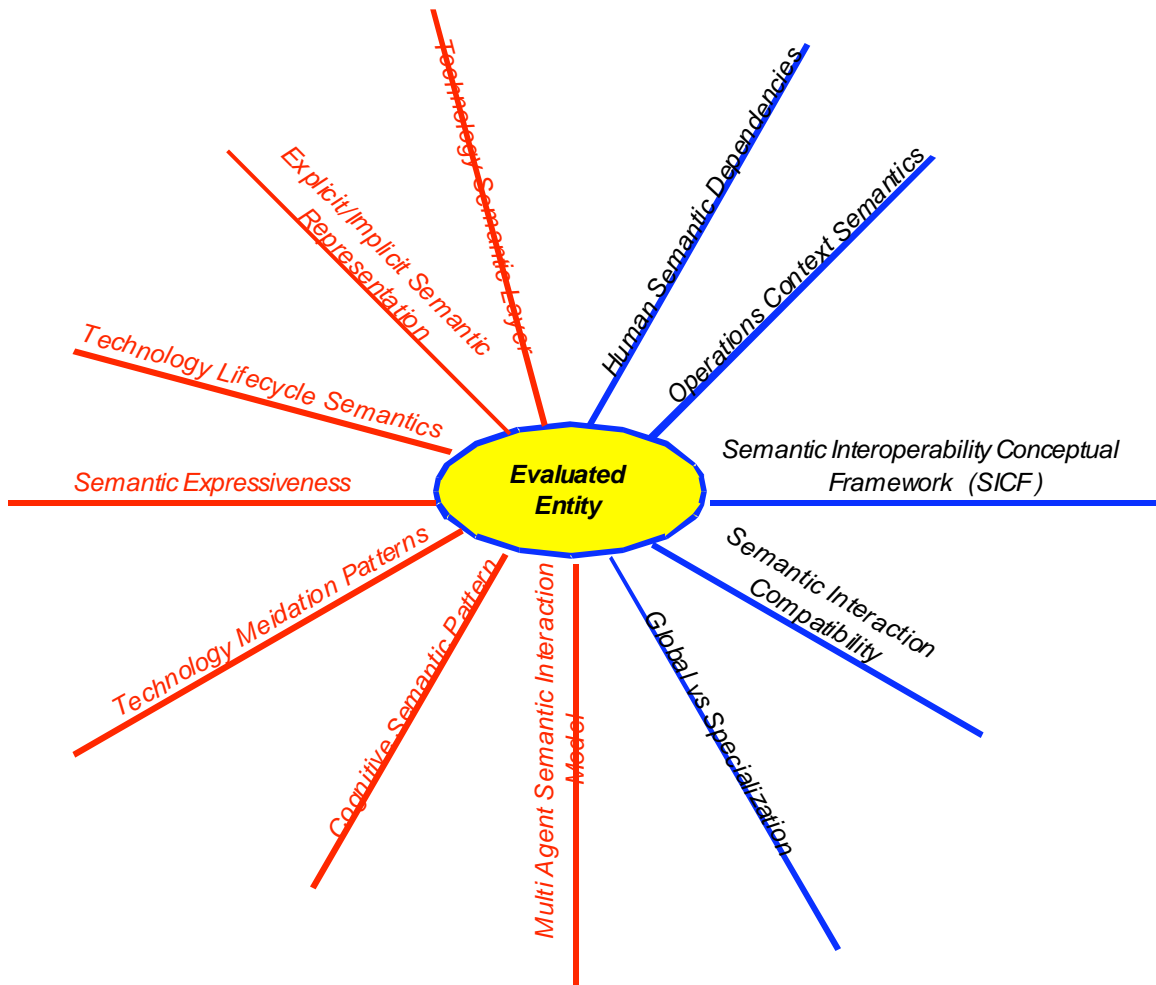 Technology Semantic Layer
Human Semantic Dependencies
Explicit/Implicit Semantic
Representation
Operations Context Semantics
Technology Lifecycle Semantics
Semantic Expressiveness
Evaluated
Entity
Semantic Interoperability Conceptual
Framework (SICF)
Technology Meidation Patterns
Cognitive Semantic Pattern
Multi Agent Semantic Interaction
Model
Global vs Specialization
Semantic Interaction
Compatibility